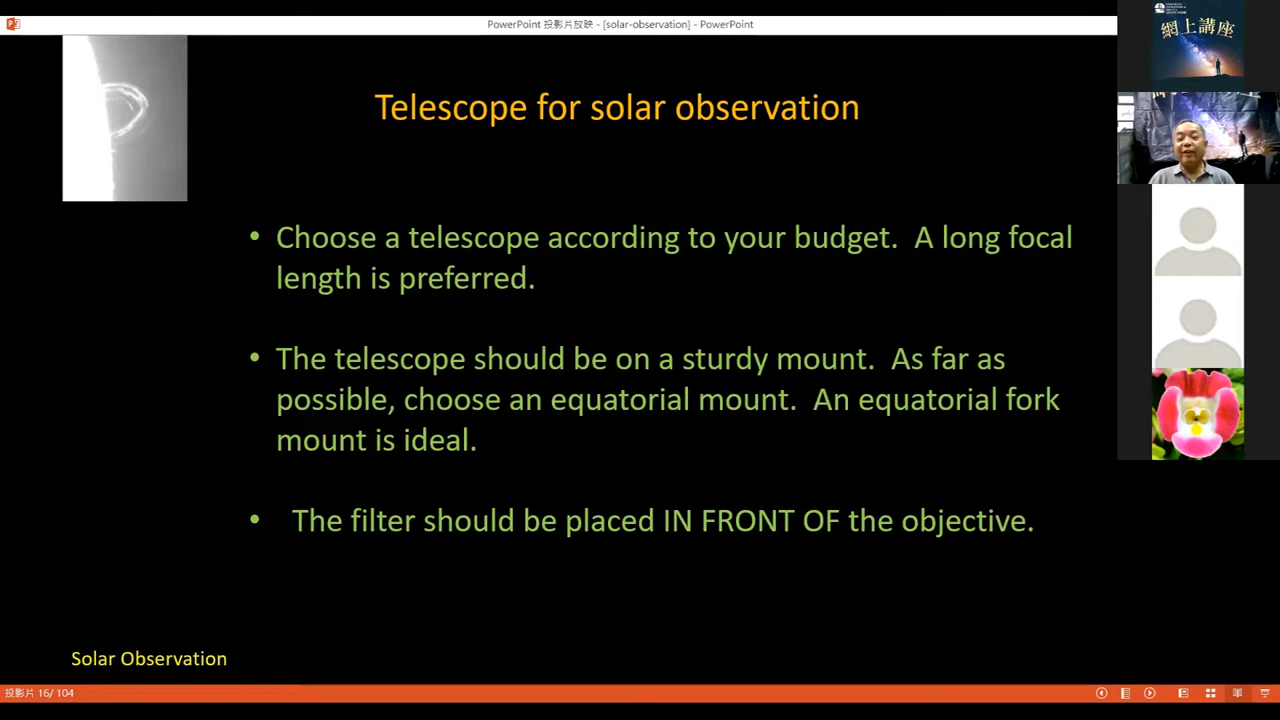 PowerPoint 投影片放映 - [solar-observation] - PowerPoint
網上講座
Telescope for solar observation
• Choose a telescope according to your budget.  A long focal
length is preferred.
• The telescope should be on a sturdy mount.  As far as
possible, choose an equatorial mount.  An equatorial fork
mount is ideal.
• The filter should be placed IN FRONT OF the objective.
Solar Observation
投影片 16/ 104